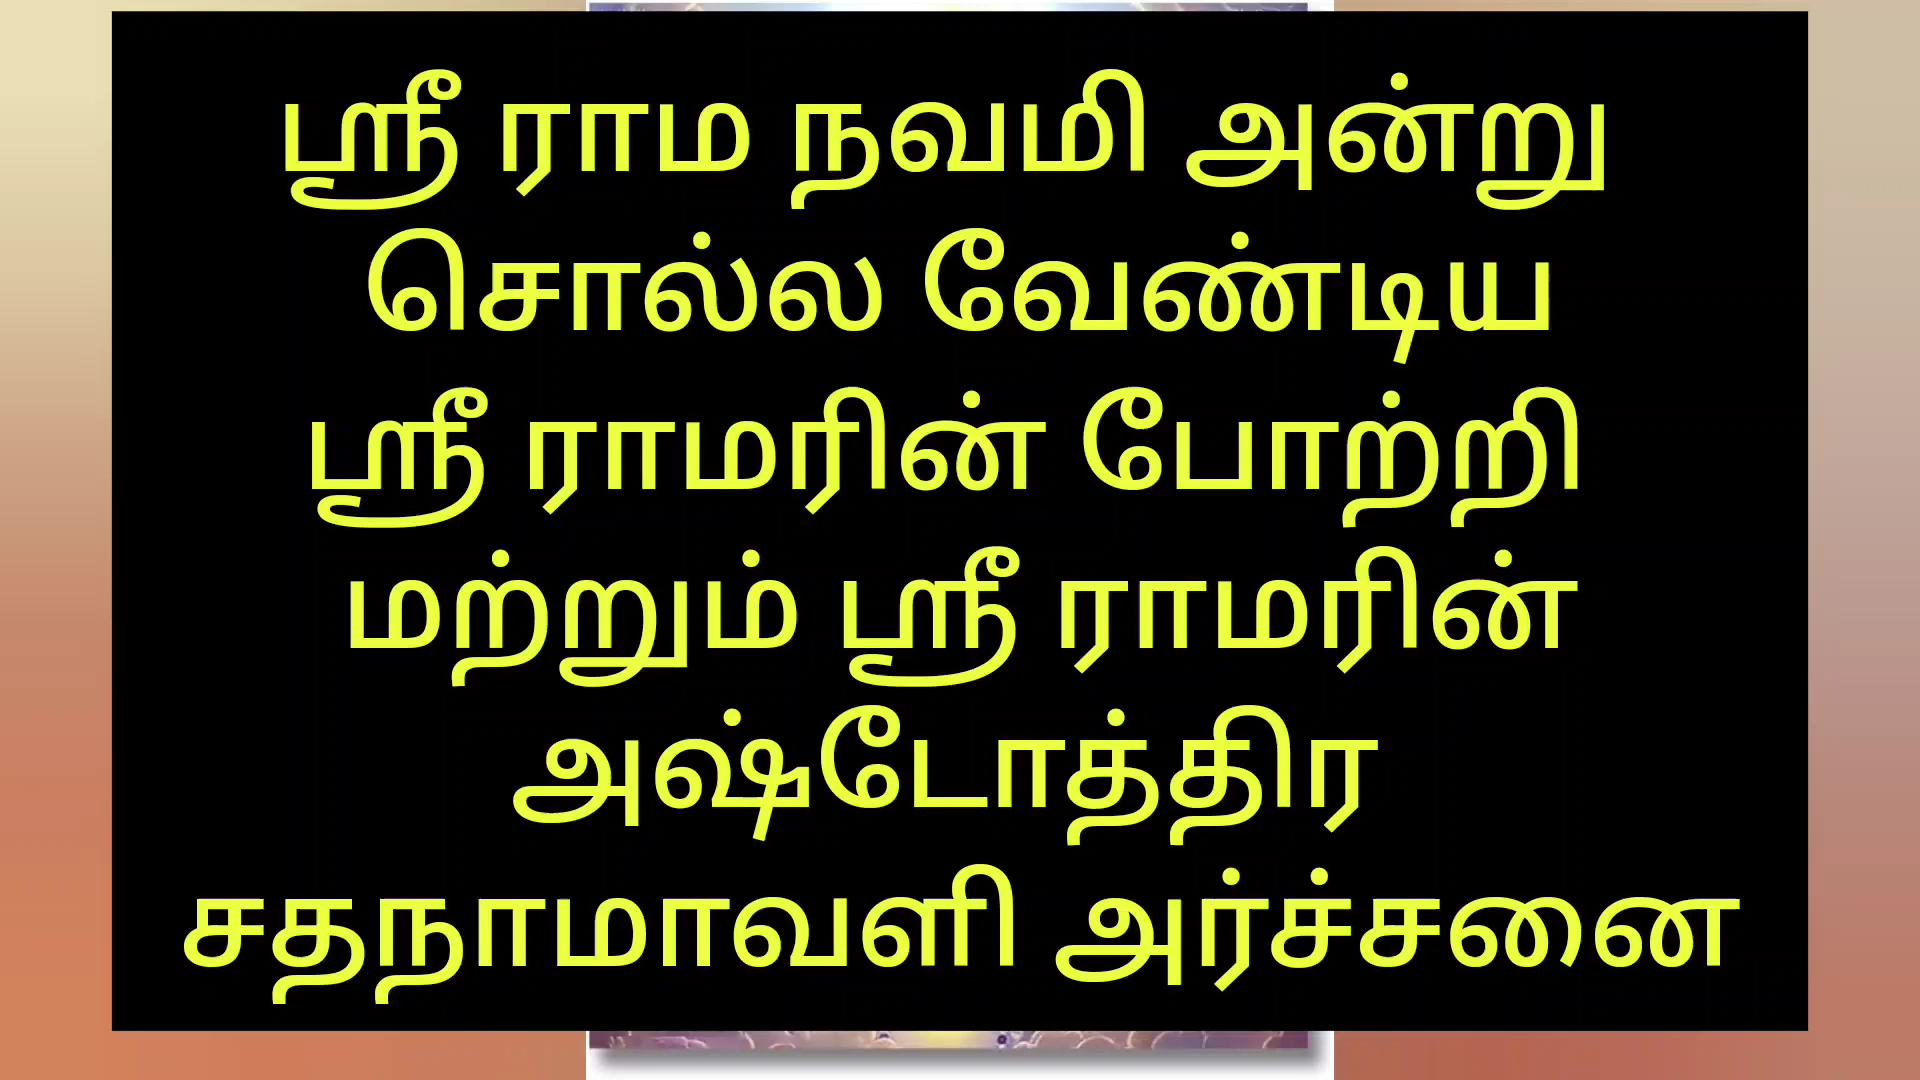 ஸ்ரீ ராம நவமி அன்று
சொல்ல வேண்டிய
ஸ்ரீ ராமரின் போற்றி
மற்றும் ஸ்ரீ ராமரின்
அஷ்டோத்திர
சதநாமாவளி அர்ச்சனை